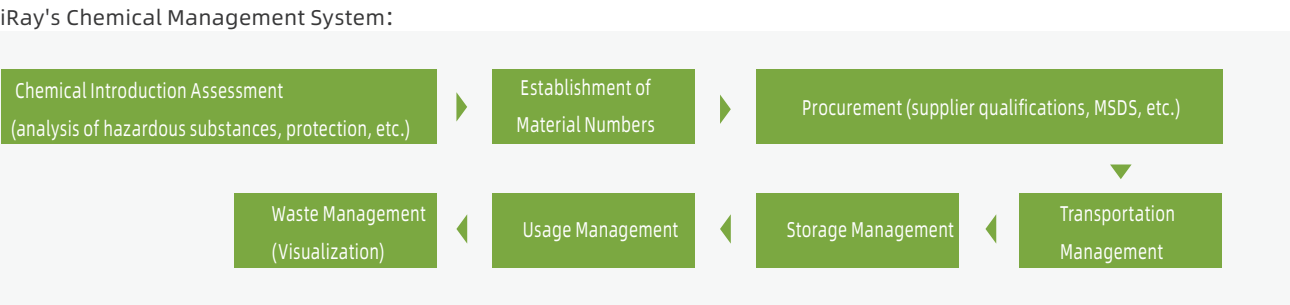 iRay's Chemical Management System:
Chemical Introduction Assessment
(analysis of hazardous substances, protection, etc.)
Establishment of
Material Numbers
Procurement (supplier qualifications, MSDS, etc.)
Transportation
Management
Storage Management
Usage Management
Waste Management
(Visualization)